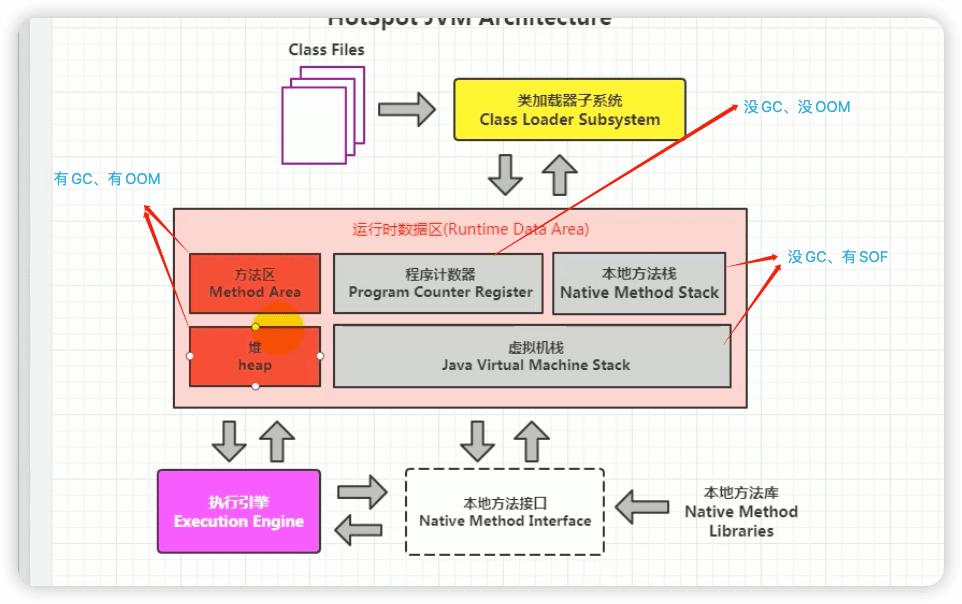 HotSpot JVM Architecture
Class Files
类加载器子系统
Class Loader Subsystem
没GC、没OOM
有GC、有OOM
运行时数据区(Runtime Data Area)
方法区
Method Area
程序计数器
Program Counter Register
本地方法栈
Native Method Stack
没GC、有SOF
堆
heap
虚拟机栈
Java Virtual Machine Stack
执行引擎
Execution Engine
本地方法接口
Native Method Interface
本地方法库
Native Method
Libraries